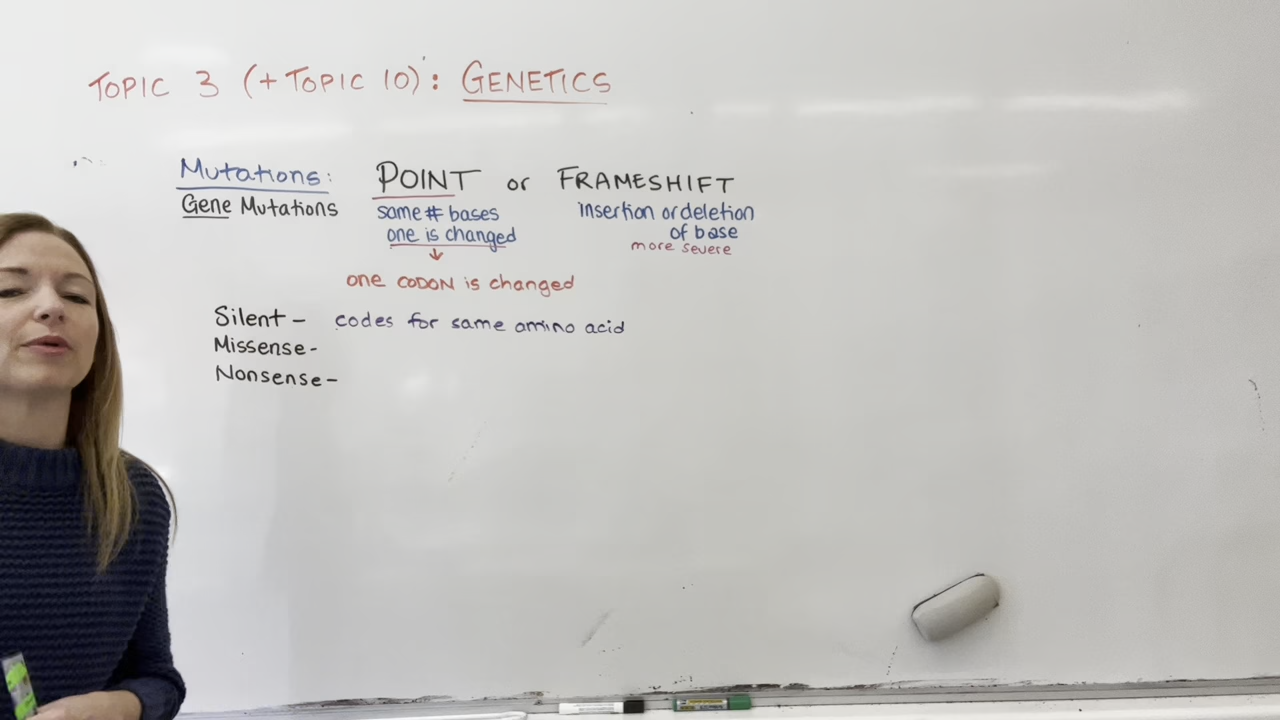 TOPIC 3 (+ TOPIC 10): GENETICS
Mutations: POINT or FRAMESHIFT
Gene Mutations
same # bases
one is changed
insertion or deletion
of base
more severe
↓
one CODON is changed
Silent - codes for same amino acid
Missense-
Nonsense-